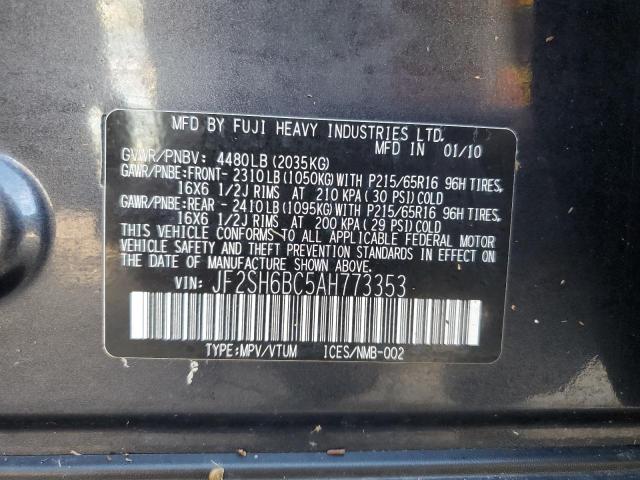 MFD BY FUJI HEAVY INDUSTRIES LTD.
MFD IN 01/10
GVWR/PNBV: 4480LB(2035KG)
GAWR/PNBE:FRONT- 2310LB(1050KG)WITH P215/65R16 96H TIRES,
16X6 1/2J RIMS AT 210 KPA(30 PSI)COLD
GAWR/PNBE:REAR - 2410LB(1095KG)WITH P215/65R16 96H TIRES,
16X6 1/2J RIMS AT 200 KPA(29 PSI)COLD
THIS VEHICLE CONFORMS TO ALL APPLICABLE FEDERAL MOTOR
VEHICLE SAFETY AND THEFT PREVENTION STANDARDS IN EFFECT ON
THE DATE OF MANUFACTURE SHOWN ABOVE.
VIN: JF2SH6BC5AH773353
TYPE:MPV/VTUM ICES/NMB-002